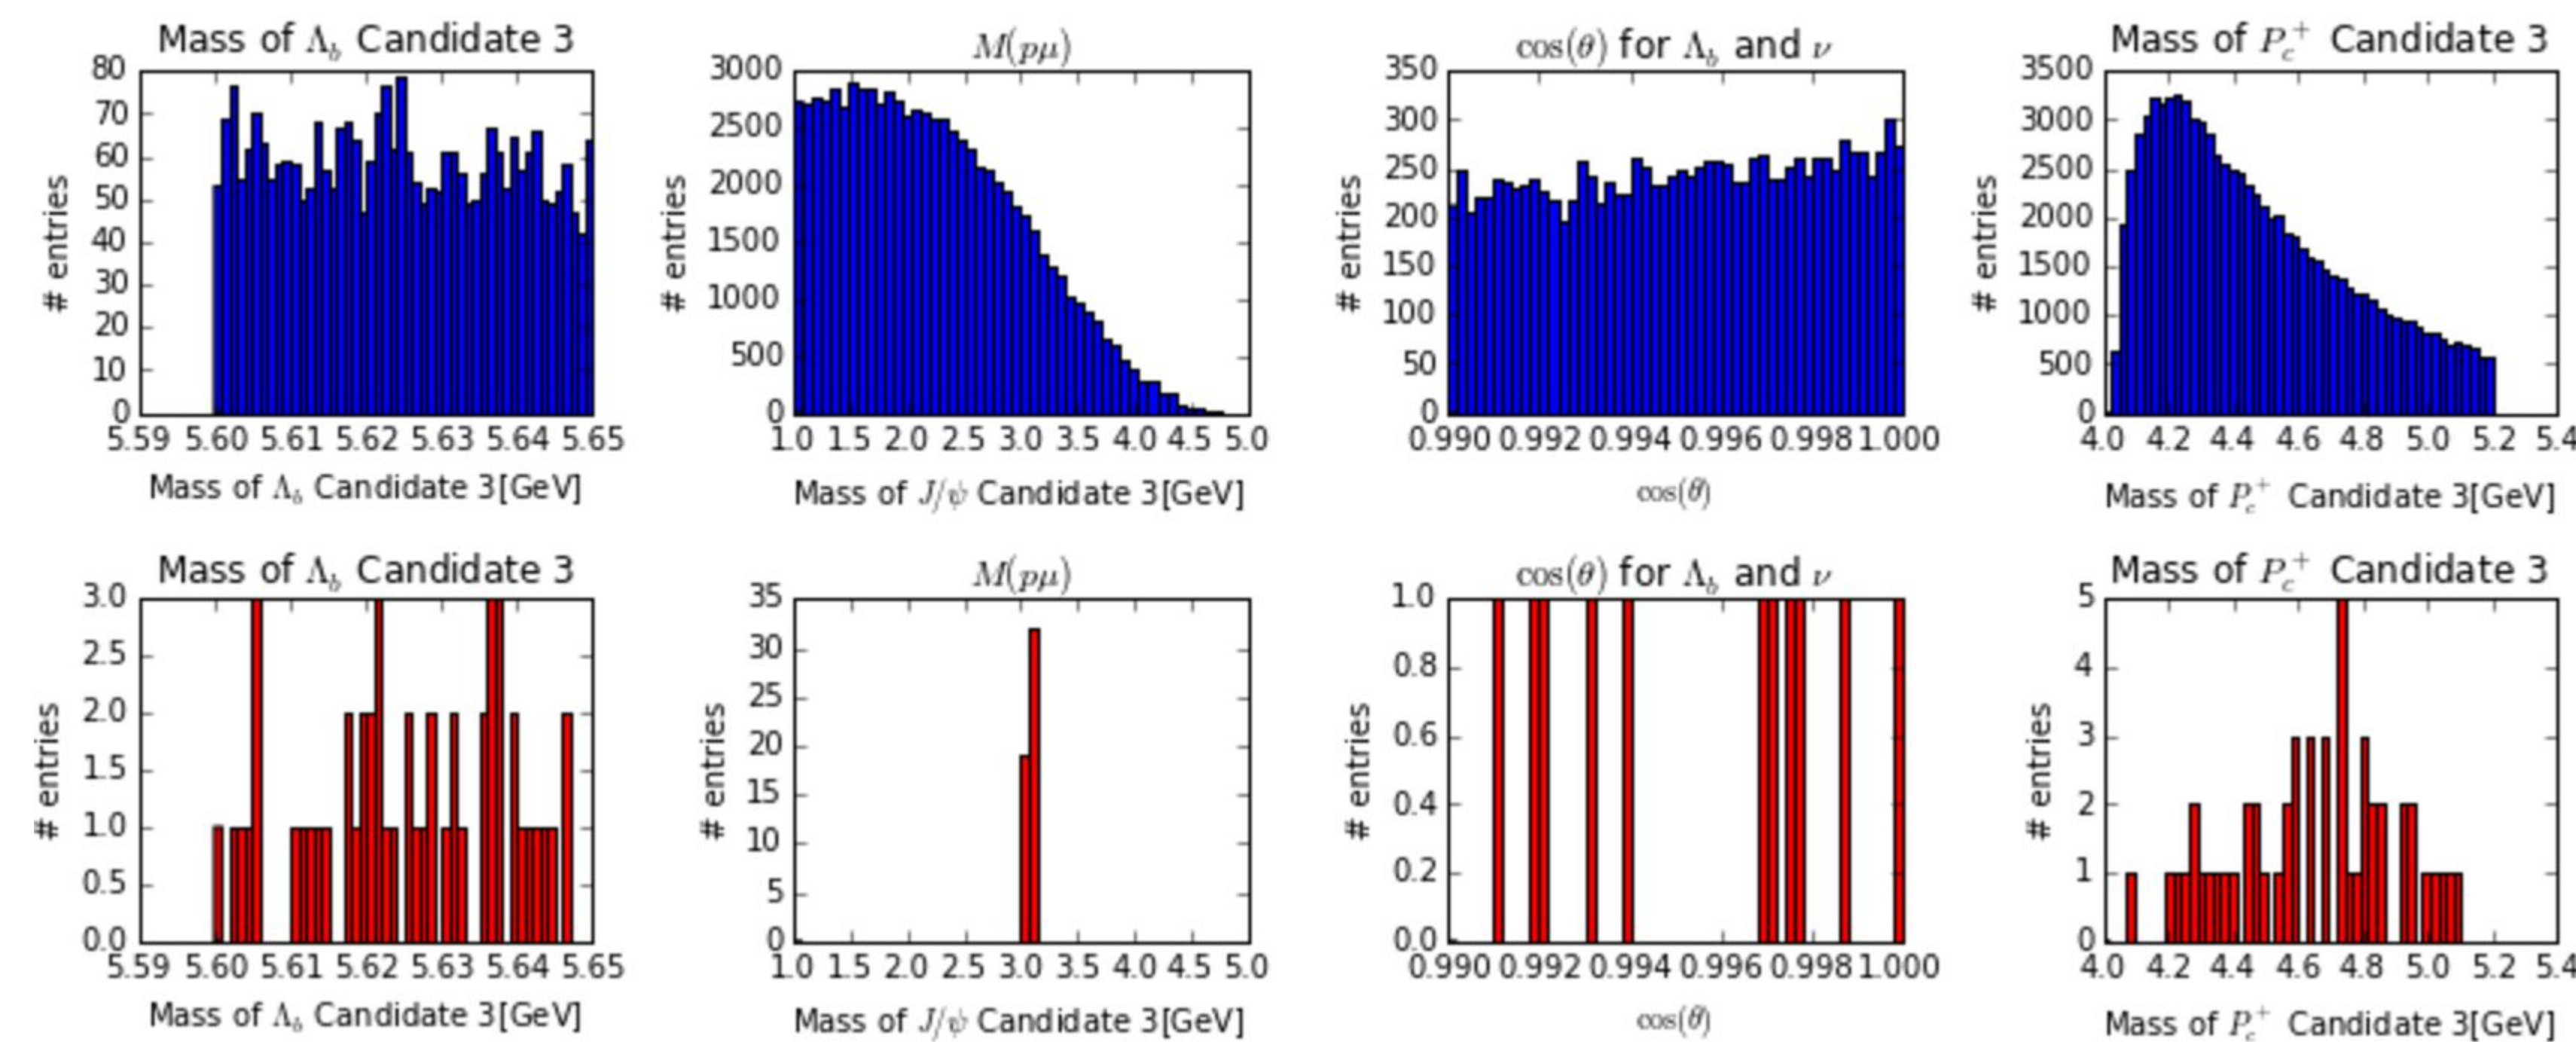 Mass of Λ_b Candidate 3
80
70
60
50
40
30
20
10
0
# entries
5.59 5.60 5.61 5.62 5.63 5.64 5.65
Mass of Λ_b Candidate 3[GeV]
M(pμ)
3000
2500
2000
1500
1000
500
0
# entries
1.0 1.5 2.0 2.5 3.0 3.5 4.0 4.5 5.0
Mass of J/ψ Candidate 3[GeV]
cos(θ) for Λ_b and ν
350
300
250
200
150
100
50
0
# entries
0.990 0.992 0.994 0.996 0.998 1.000
cos(θ)
Mass of P_c^+ Candidate 3
3500
3000
2500
2000
1500
1000
500
0
# entries
4.0 4.2 4.4 4.6 4.8 5.0 5.2 5.4
Mass of P_c^+ Candidate 3[GeV]
Mass of Λ_b Candidate 3
3.0
2.5
2.0
1.5
1.0
0.5
0.0
# entries
5.59 5.60 5.61 5.62 5.63 5.64 5.65
Mass of Λ_b Candidate 3[GeV]
M(pμ)
35
30
25
20
15
10
5
0
# entries
1.0 1.5 2.0 2.5 3.0 3.5 4.0 4.5 5.0
Mass of J/ψ Candidate 3[GeV]
cos(θ) for Λ_b and ν
1.0
0.8
0.6
0.4
0.2
0.0
# entries
0.990 0.992 0.994 0.996 0.998 1.000
cos(θ)
Mass of P_c^+ Candidate 3
5
4
3
2
1
0
# entries
4.0 4.2 4.4 4.6 4.8 5.0 5.2 5.4
Mass of P_c^+ Candidate 3[GeV]